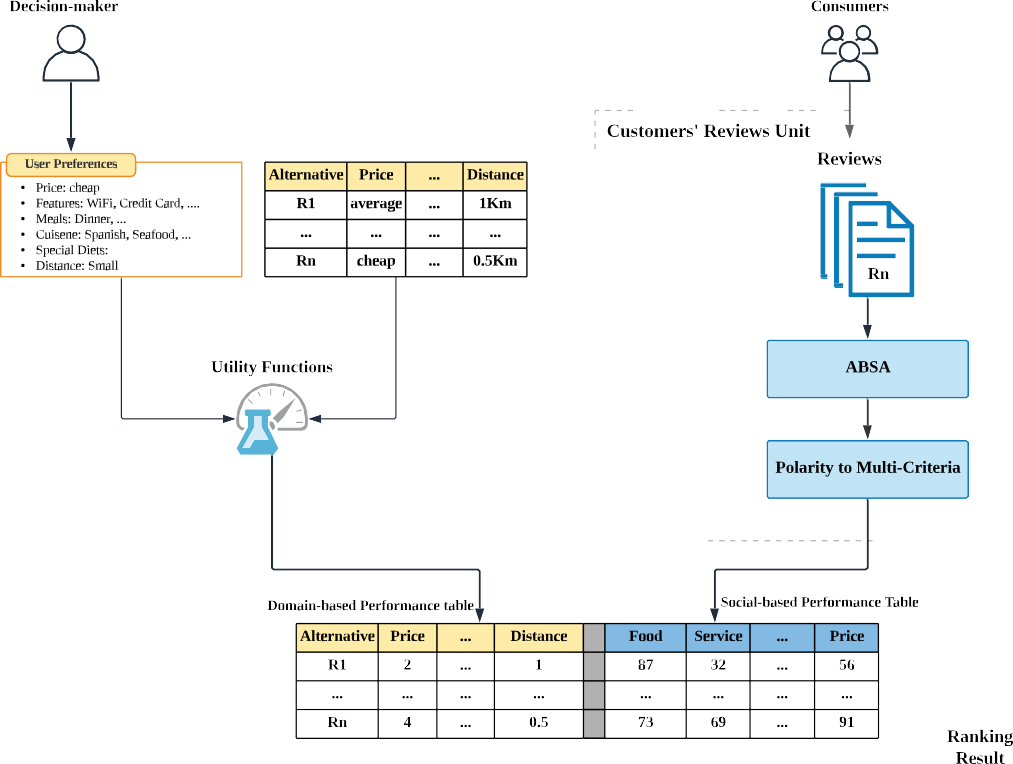 Decision-maker
Consumers
Customers' Reviews Unit
Reviews
User Preferences
• Price: cheap
• Features: WiFi, Credit Card, ....
• Meals: Dinner, ...
• Cuisene: Spanish, Seafood, ...
• Special Diets:
• Distance: Small
Alternative Price ... Distance
R1 average ... 1Km
... ... ... ...
Rn cheap ... 0.5Km
Rn
ABSA
Utility Functions
Polarity to Multi-Criteria
Domain-based Performance table
Social-based Performance Table
Alternative Price ... Distance Food Service ... Price
R1 2 ... 1 87 32 ... 56
... ... ... ... ... ... ... ...
Rn 4 ... 0.5 73 69 ... 91
Ranking
Result